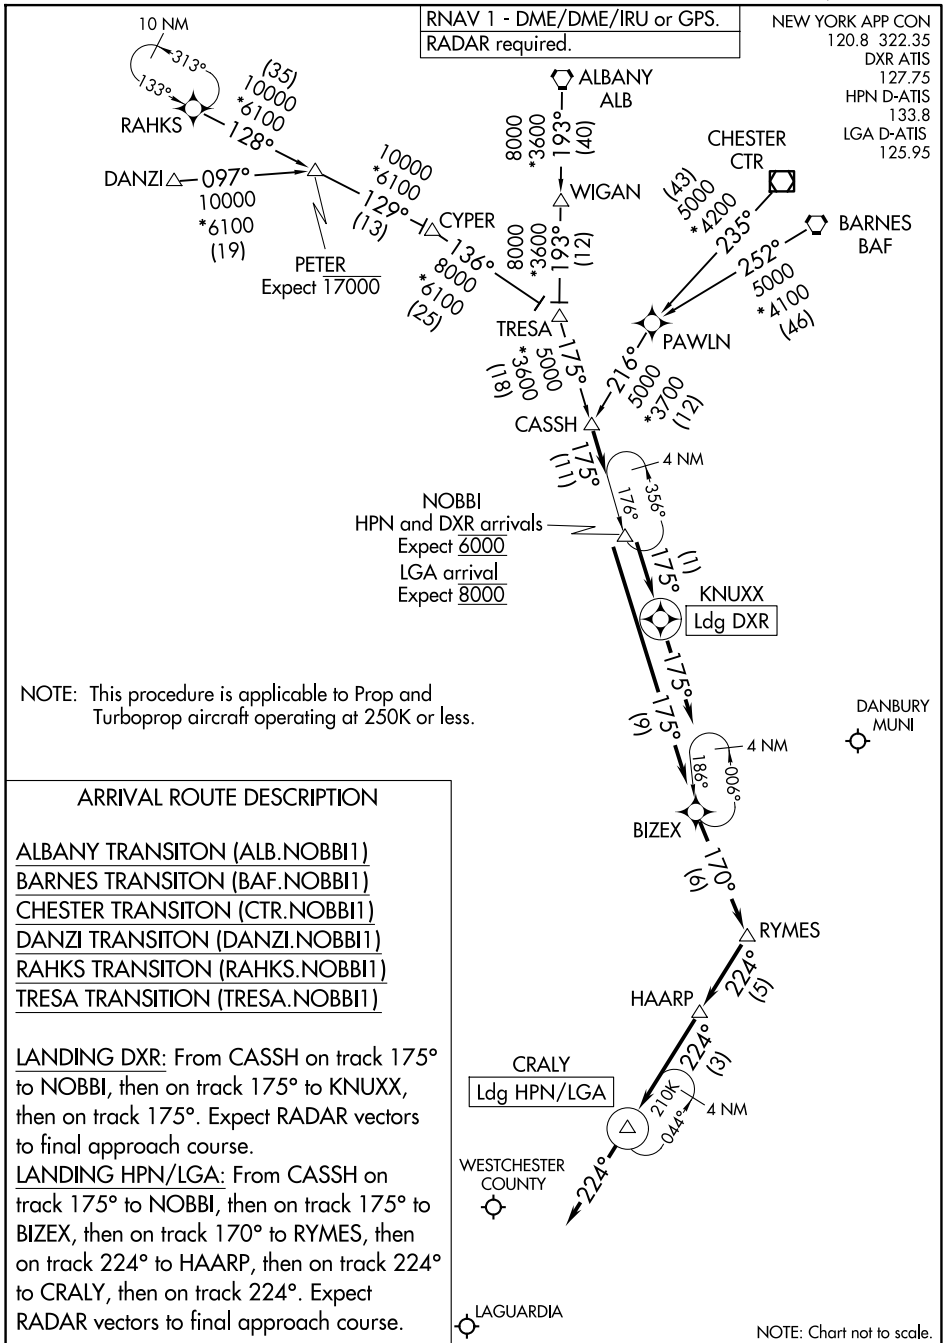 RNAV 1 - DME/DME/IRU or GPS.
RADAR required.
NEW YORK APP CON
120.8 322.35
DXR ATIS
127.75
HPN D-ATIS
133.8
LGA D-ATIS
125.95
10 NM
313°
133°
RAHKS
(35)
10000
*6100
128°
DANZI
097°
10000
*6100
(19)
PETER
Expect 17000
10000
*6100
129°
(13)
CYPER
136°
8000
*6100
(25)
ALBANY
ALB
8000
*3600
193°
(40)
WIGAN
8000
*3600
193°
(12)
TRESA
175°
5000
*3600
(18)
CHESTER
CTR
(43)
5000
*4200
235°
BARNES
BAF
252°
5000
*4100
(46)
PAWLN
216°
5000
*3700
(12)
CASSH
175°
(11)
4 NM
356°
176°
NOBBI
HPN and DXR arrivals
Expect 6000
LGA arrival
Expect 8000
(1)
175°
KNUXX
Ldg DXR
175°
175°
(9)
NOTE: This procedure is applicable to Prop and
Turboprop aircraft operating at 250K or less.
DANBURY
MUNI
4 NM
186°
006°
BIZEX
170°
(6)
RYMES
224°
(5)
HAARP
224°
(3)
CRALY
Ldg HPN/LGA
210K
044°
4 NM
224°
WESTCHESTER
COUNTY
LAGUARDIA
ARRIVAL ROUTE DESCRIPTION
ALBANY TRANSITON (ALB.NOBBI1)
BARNES TRANSITON (BAF.NOBBI1)
CHESTER TRANSITON (CTR.NOBBI1)
DANZI TRANSITON (DANZI.NOBBI1)
RAHKS TRANSITON (RAHKS.NOBBI1)
TRESA TRANSITION (TRESA.NOBBI1)
LANDING DXR: From CASSH on track 175°
to NOBBI, then on track 175° to KNUXX,
then on track 175°. Expect RADAR vectors
to final approach course.
LANDING HPN/LGA: From CASSH on
track 175° to NOBBI, then on track 175° to
BIZEX, then on track 170° to RYMES, then
on track 224° to HAARP, then on track 224°
to CRALY, then on track 224°. Expect
RADAR vectors to final approach course.
NOTE: Chart not to scale.